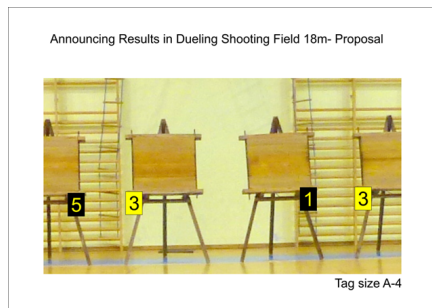 Announcing Results in Dueling Shooting Field 18m- Proposal
5
3
1
3
Tag size A-4